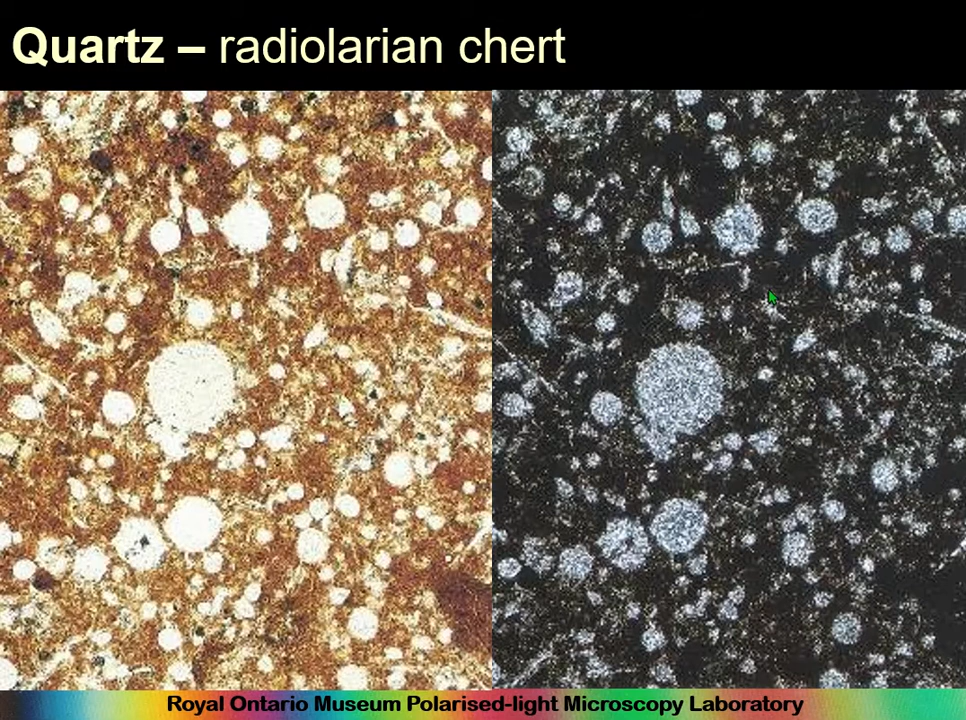 Quartz – radiolarian chert
Royal Ontario Museum Polarised-light Microscopy Laboratory